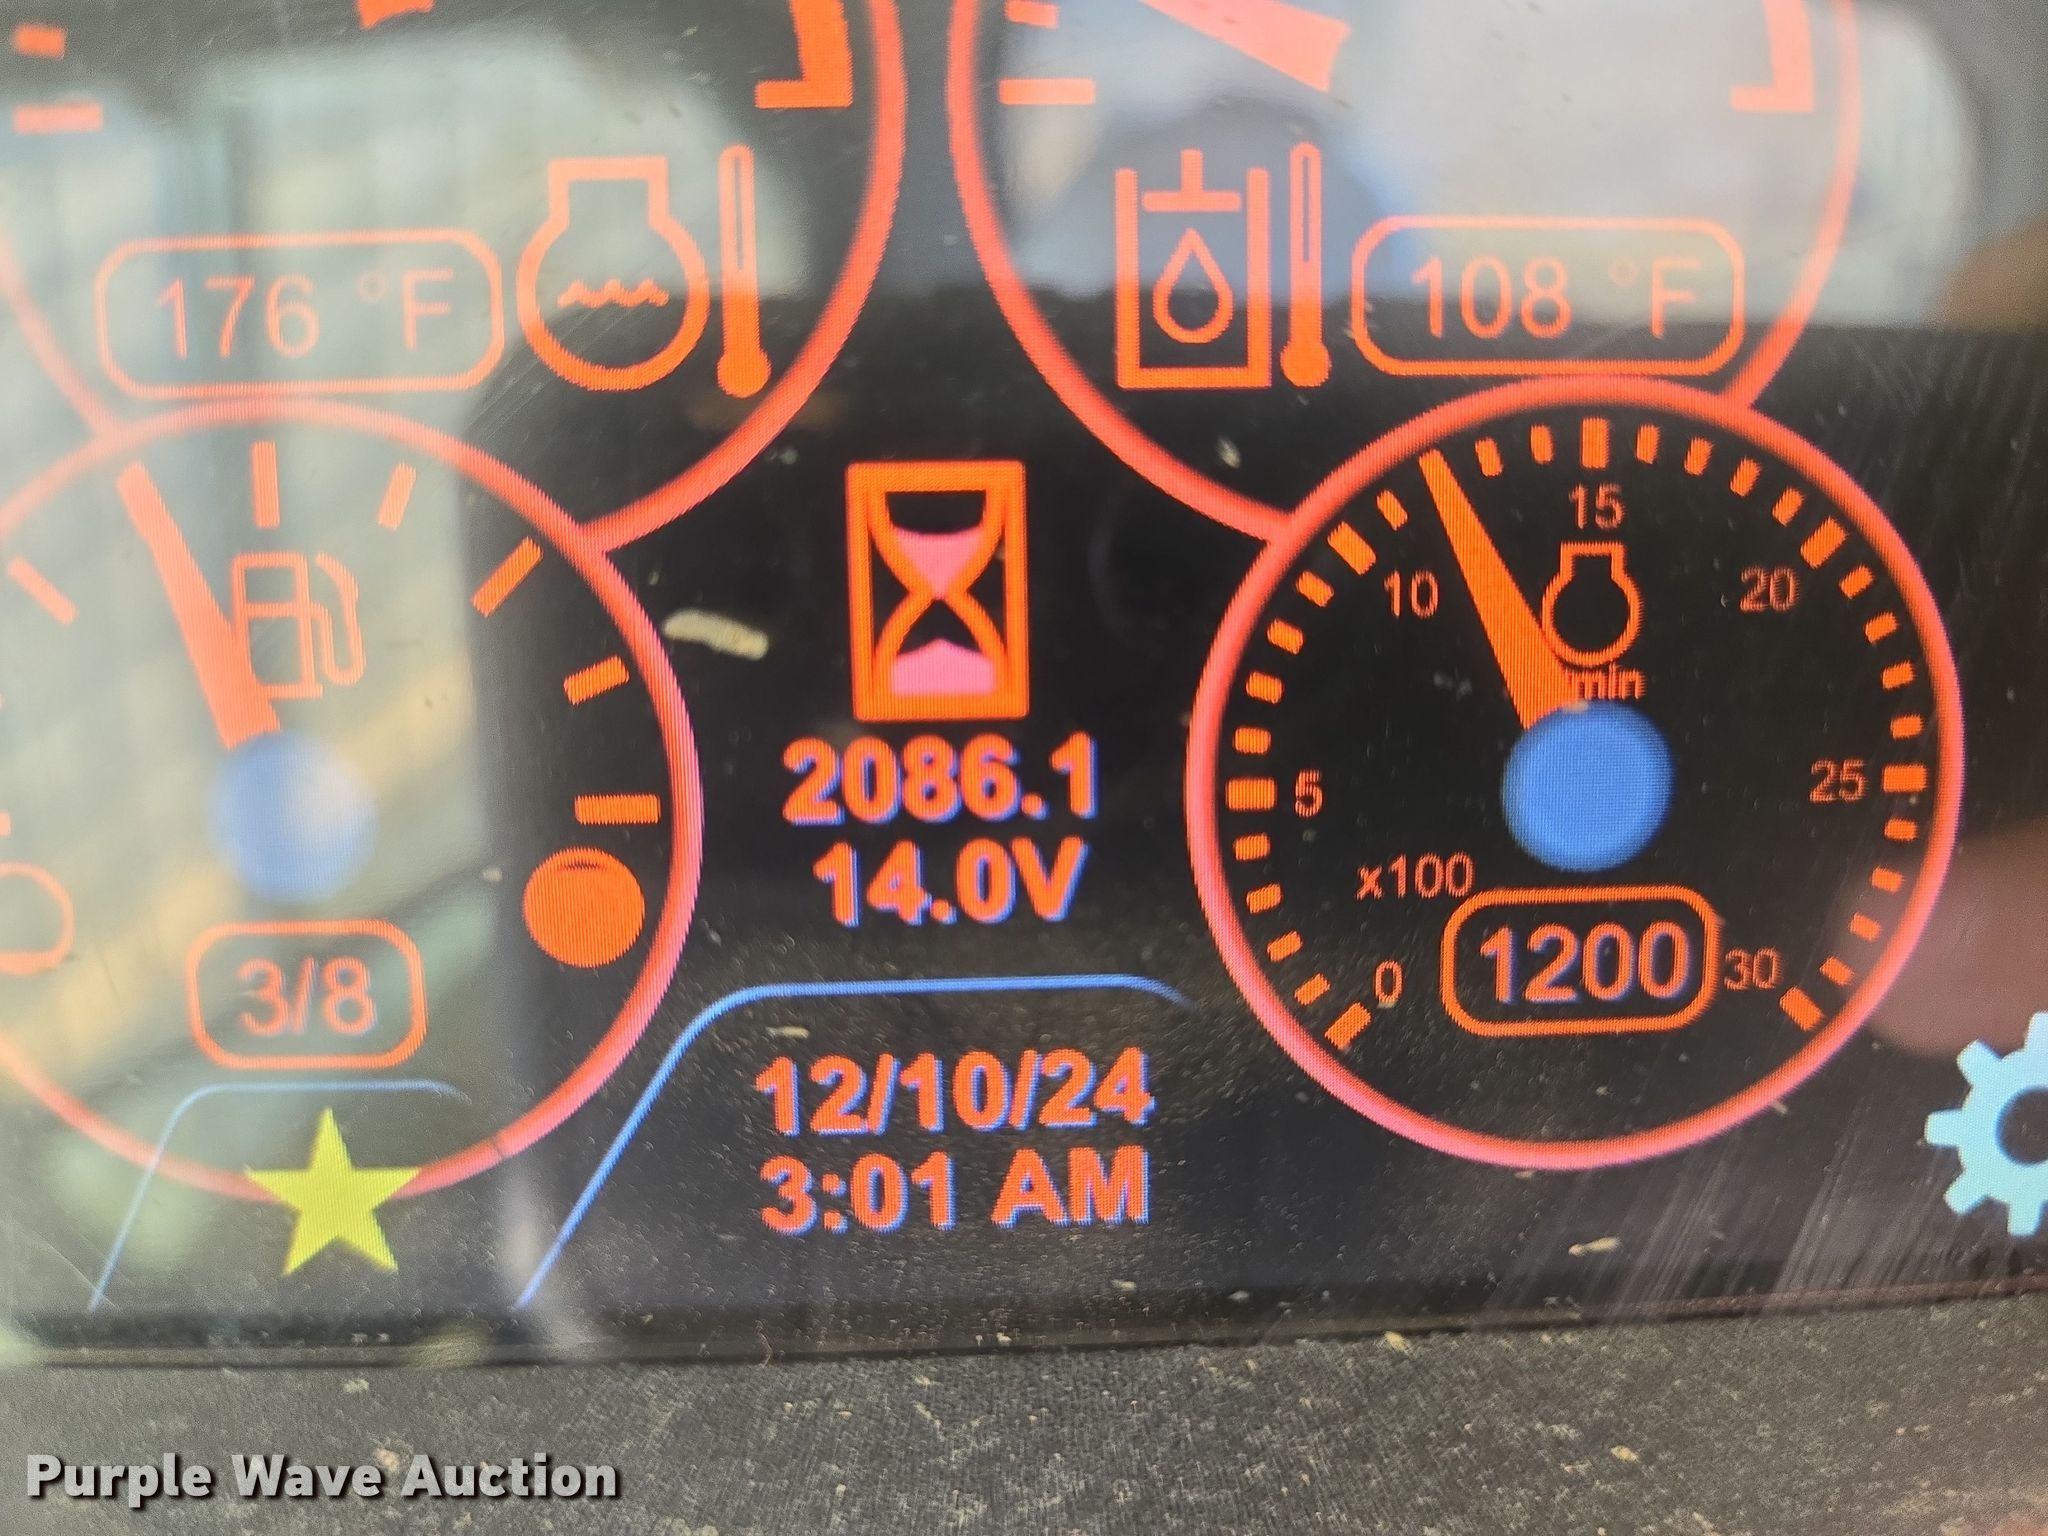 176 °F
108 °F
15
10
20
min
2086.1
5
25
14.0V
x100
3/8
0
1200
30
12/10/24
3:01 AM
Purple Wave Auction